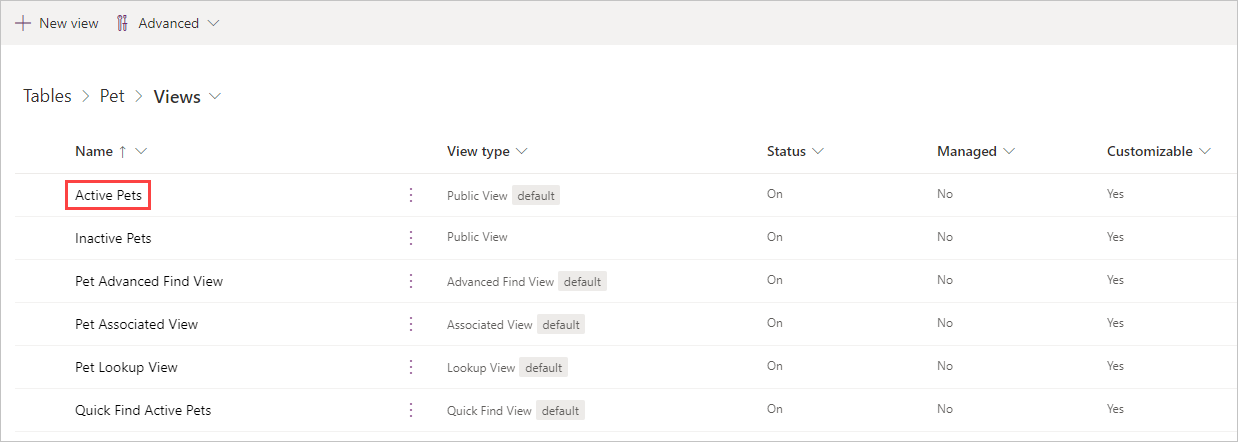 New view Advanced
Tables > Pet > Views
Name ↑ View type Status Managed Customizable
Active Pets Public View default On No Yes
Inactive Pets Public View On No Yes
Pet Advanced Find View Advanced Find View default On No Yes
Pet Associated View Associated View default On No Yes
Pet Lookup View Lookup View default On No Yes
Quick Find Active Pets Quick Find View default On No Yes